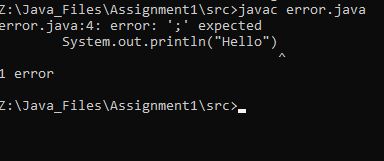 Z:\Java_Files\Assignment1\src>javac error.java
error.java:4: error: ';' expected
        System.out.println("Hello")
                                   ^
1 error
Z:\Java_Files\Assignment1\src>